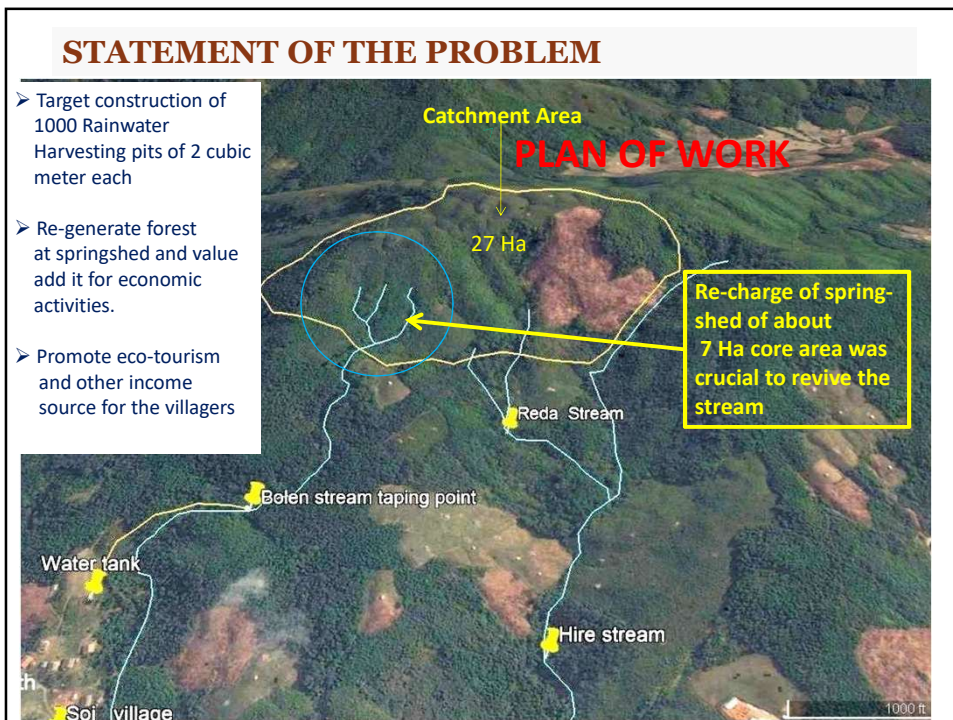 STATEMENT OF THE PROBLEM
➢ Target construction of
1000 Rainwater
Harvesting pits of 2 cubic
meter each
➢ Re-generate forest
at springshed and value
add it for economic
activities.
➢ Promote eco-tourism
and other income
source for the villagers
Catchment Area
PLAN OF WORK
27 Ha
Re-charge of spring-
shed of about
7 Ha core area was
crucial to revive the
stream
Reda Stream
Bolen stream taping point
Water tank
Hire stream
th
Soi village
1000 ft